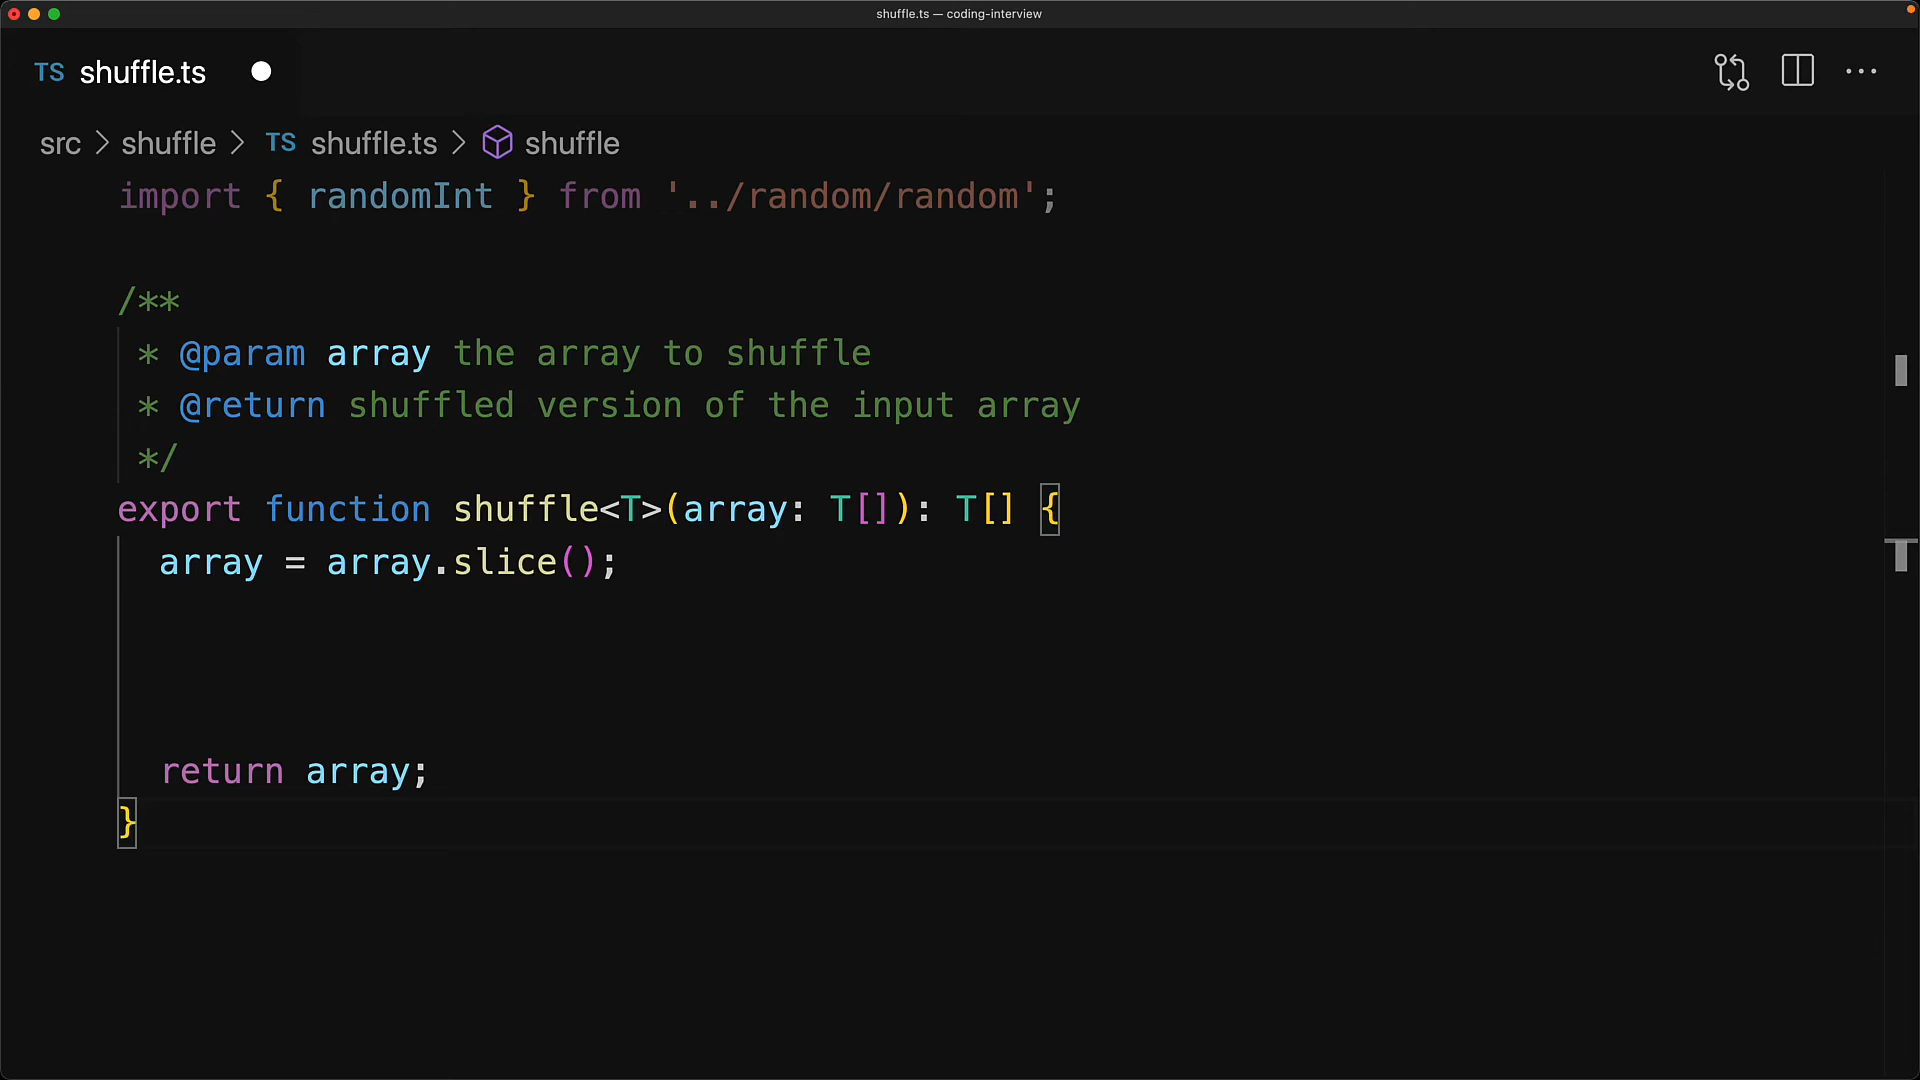 shuffle.ts — coding-interview
TS shuffle.ts
src > shuffle > TS shuffle.ts > shuffle
import { randomInt } from '../random/random';
/**
* @param array the array to shuffle
* @return shuffled version of the input array
*/
export function shuffle<T>(array: T[]): T[] {
array = array.slice();
return array;
}